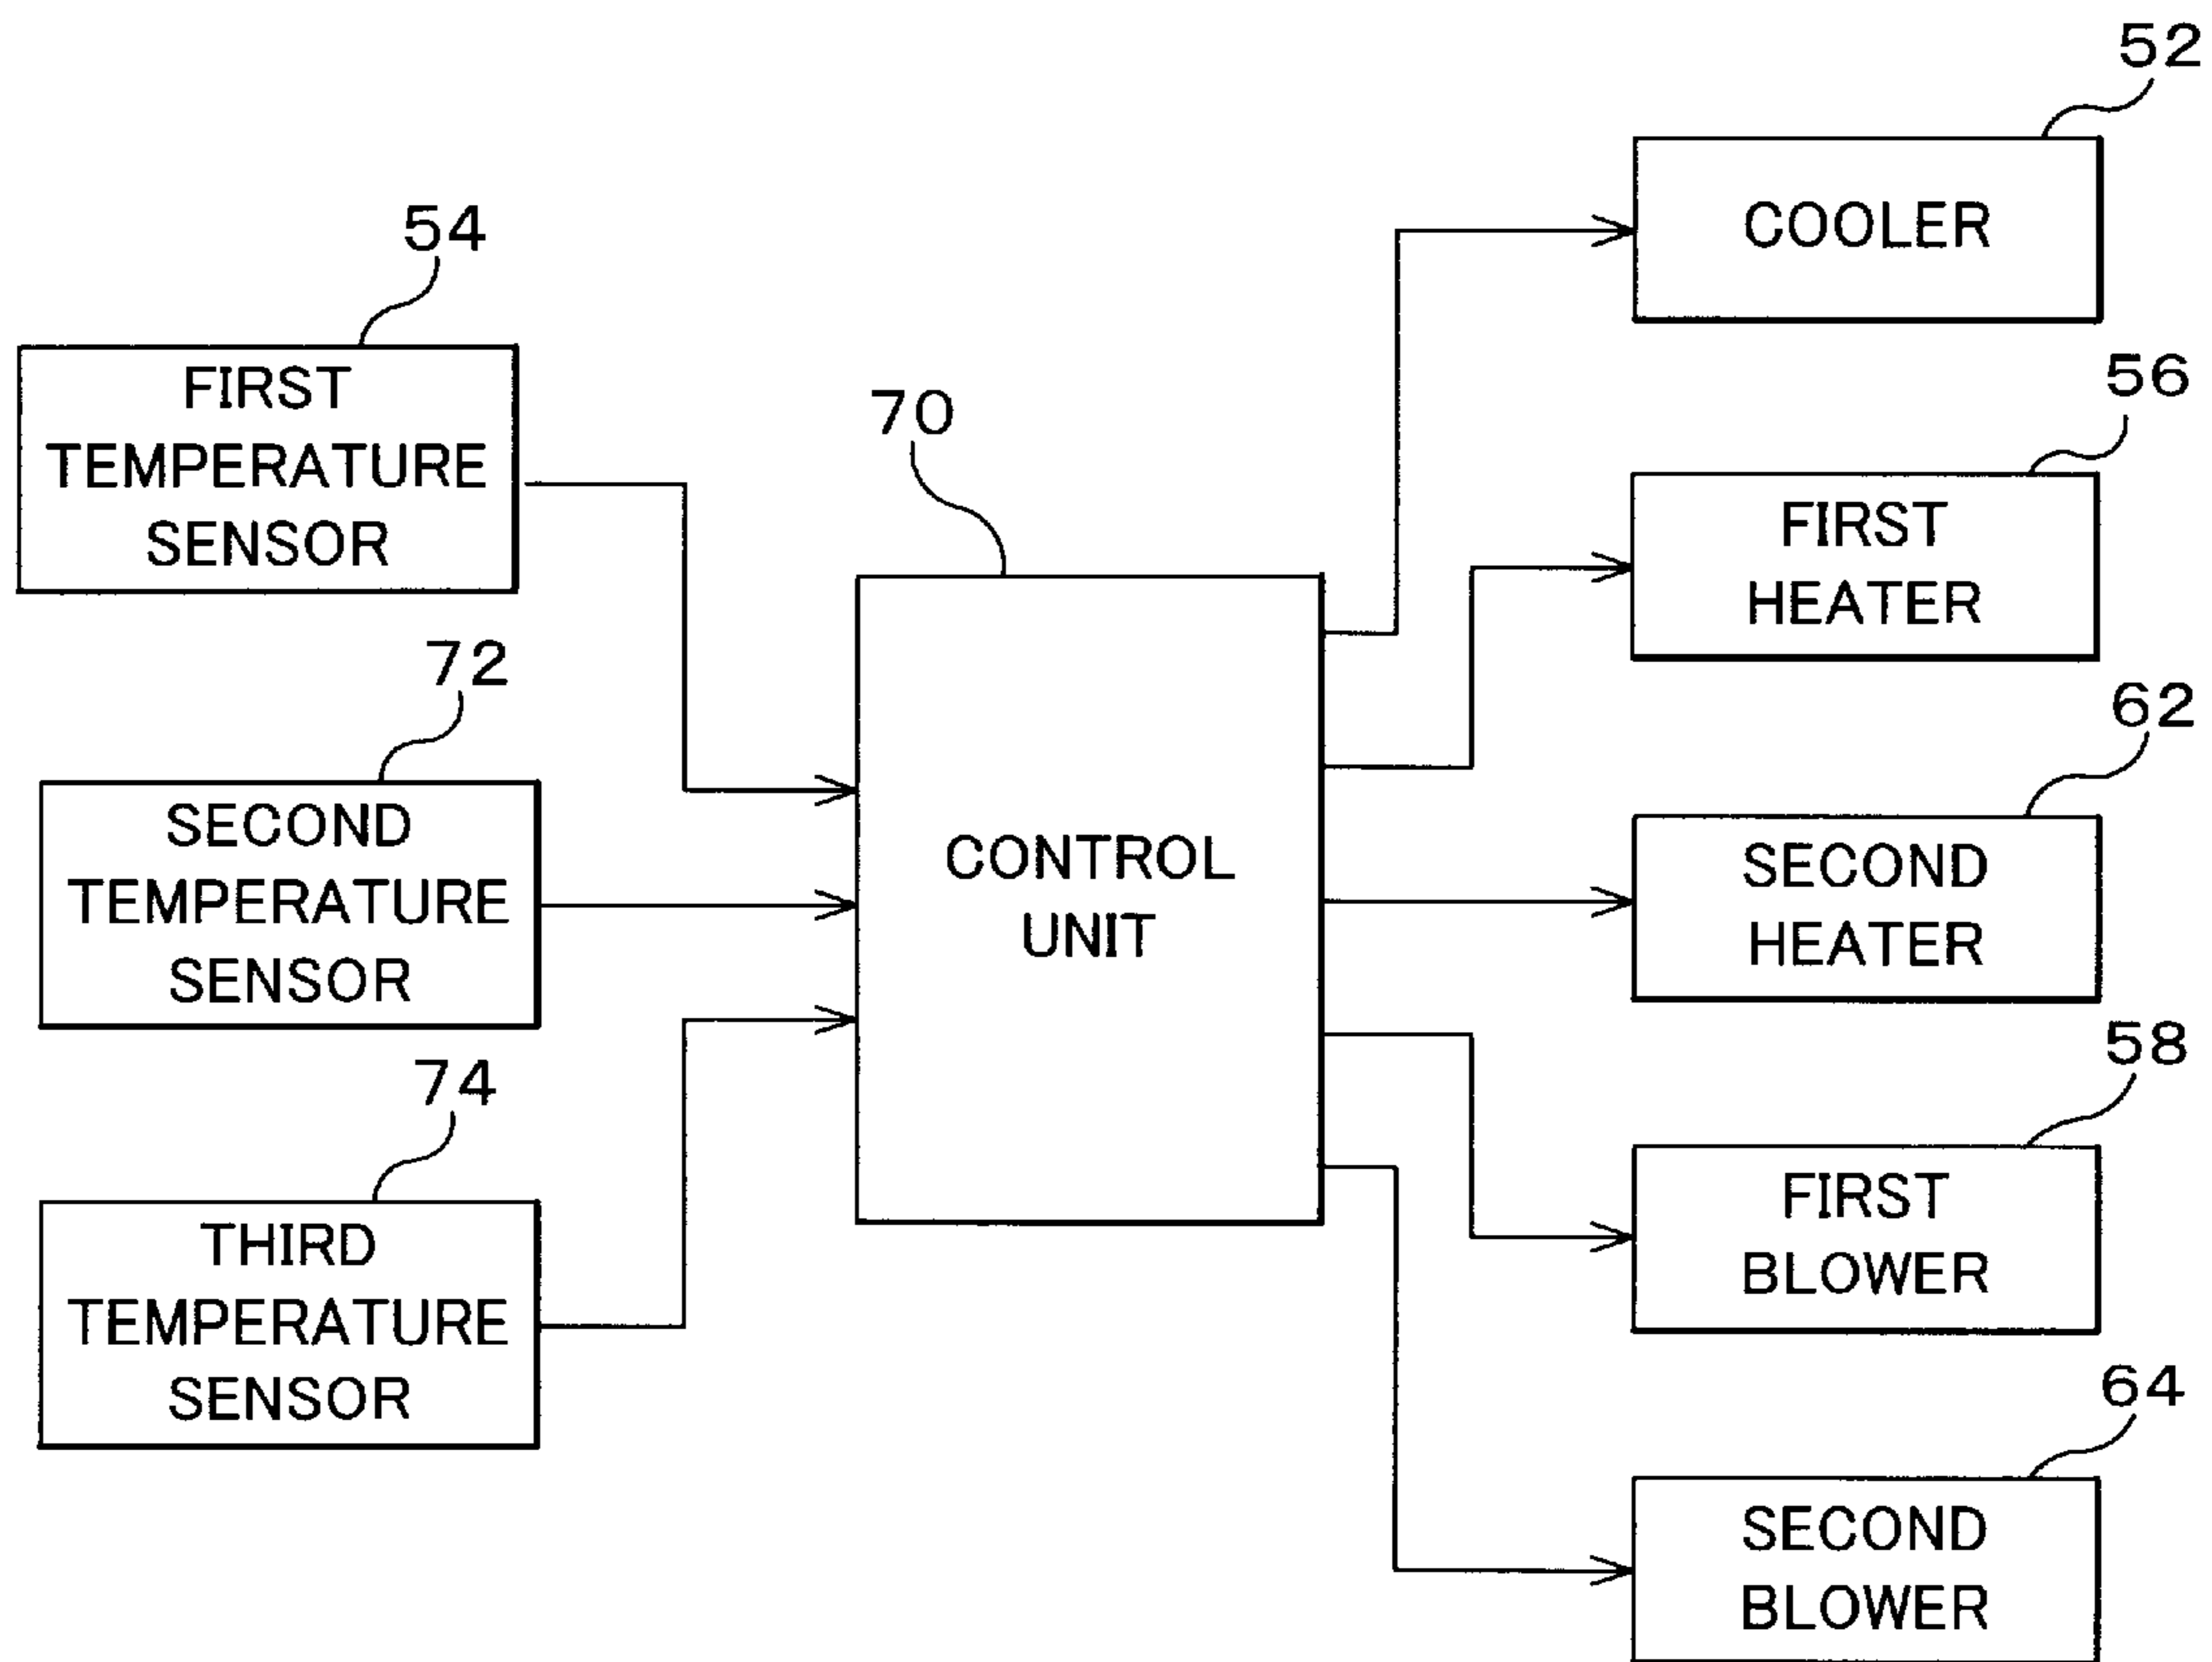 54
FIRST
TEMPERATURE
SENSOR
72
SECOND
TEMPERATURE
SENSOR
74
THIRD
TEMPERATURE
SENSOR
70
CONTROL
UNIT
52
COOLER
56
FIRST
HEATER
62
SECOND
HEATER
58
FIRST
BLOWER
64
SECOND
BLOWER